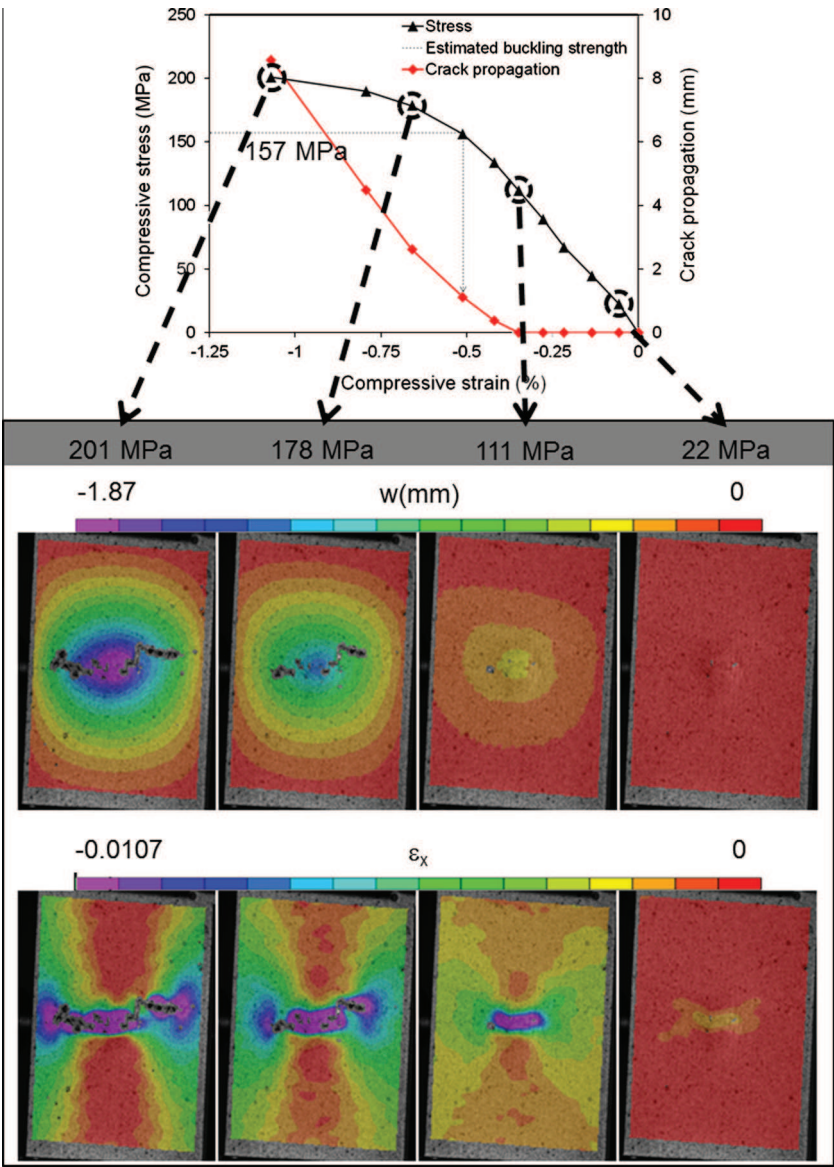 250
10
Stress
Estimated buckling strength
Crack propagation
200
8
150
6
157 MPa
100
4
50
2
0
0
-1.25
-1
-0.75
-0.5
-0.25
0
Compressive stress (MPa)
Crack propagation (mm)
Compressive strain (%)
201 MPa
178 MPa
111 MPa
22 MPa
-1.87
w(mm)
0
-0.0107
εx
0